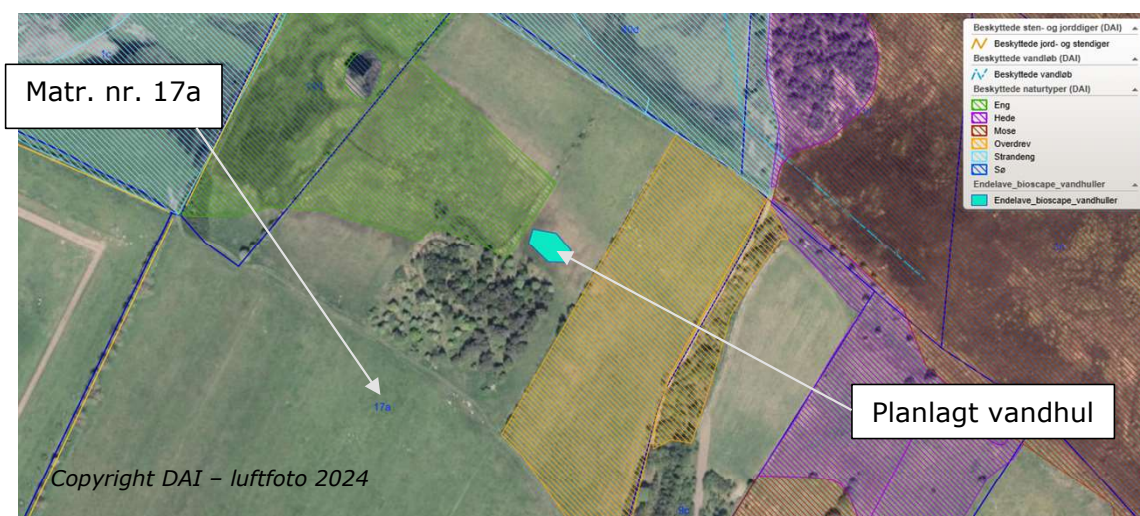 Matr. nr. 17a
17a
Planlagt vandhul
Copyright DAI – luftfoto 2024
Beskyttede sten- og jorddiger (DAI)
Beskyttede jord- og stendiger
Beskyttede vandløb (DAI)
Beskyttede vandløb
Beskyttede naturtyper (DAI)
Eng
Hede
Mose
Overdrev
Strandeng
Sø
Endelave_bioscape_vandhuller
Endelave_bioscape_vandhuller